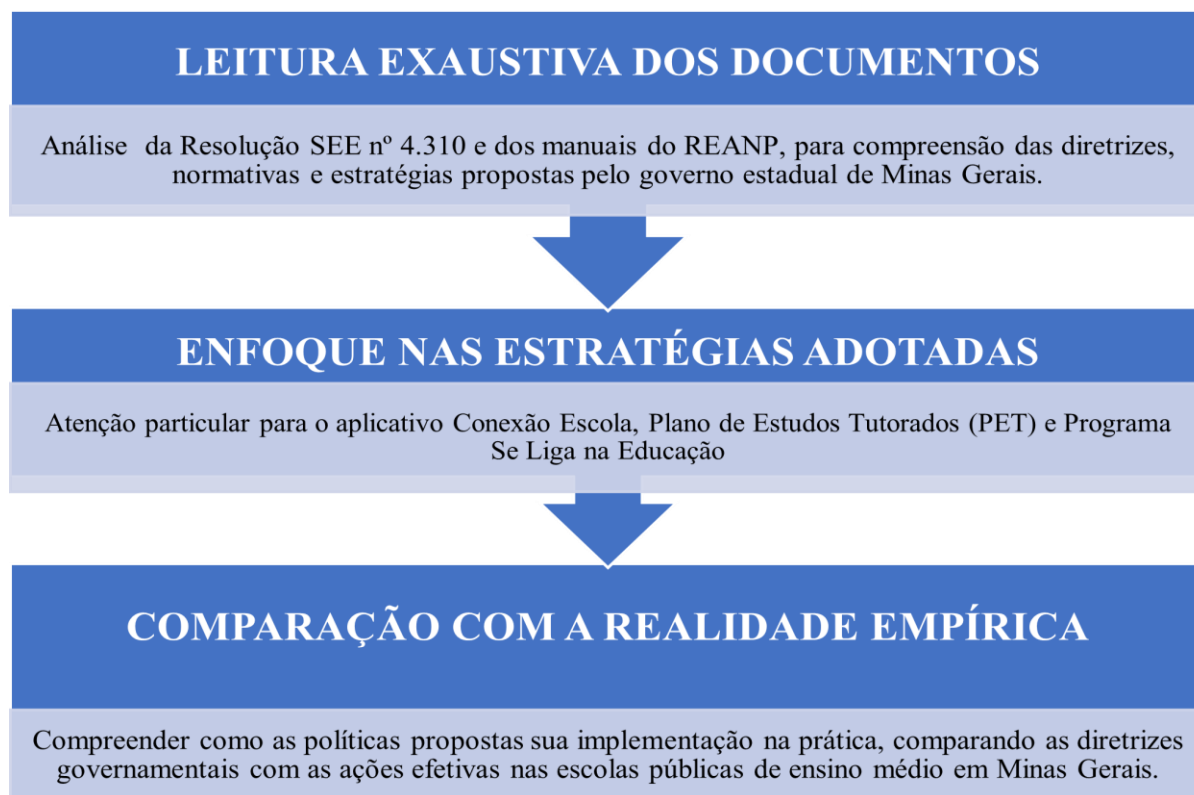 LEITURA EXAUSTIVA DOS DOCUMENTOS
Análise da Resolução SEE nº 4.310 e dos manuais do REANP, para compreensão das diretrizes,
normativas e estratégias propostas pelo governo estadual de Minas Gerais.
ENFOQUE NAS ESTRATÉGIAS ADOTADAS
Atenção particular para o aplicativo Conexão Escola, Plano de Estudos Tutorados (PET) e Programa
Se Liga na Educação
COMPARAÇÃO COM A REALIDADE EMPÍRICA
Compreender como as políticas propostas sua implementação na prática, comparando as diretrizes
governamentais com as ações efetivas nas escolas públicas de ensino médio em Minas Gerais.